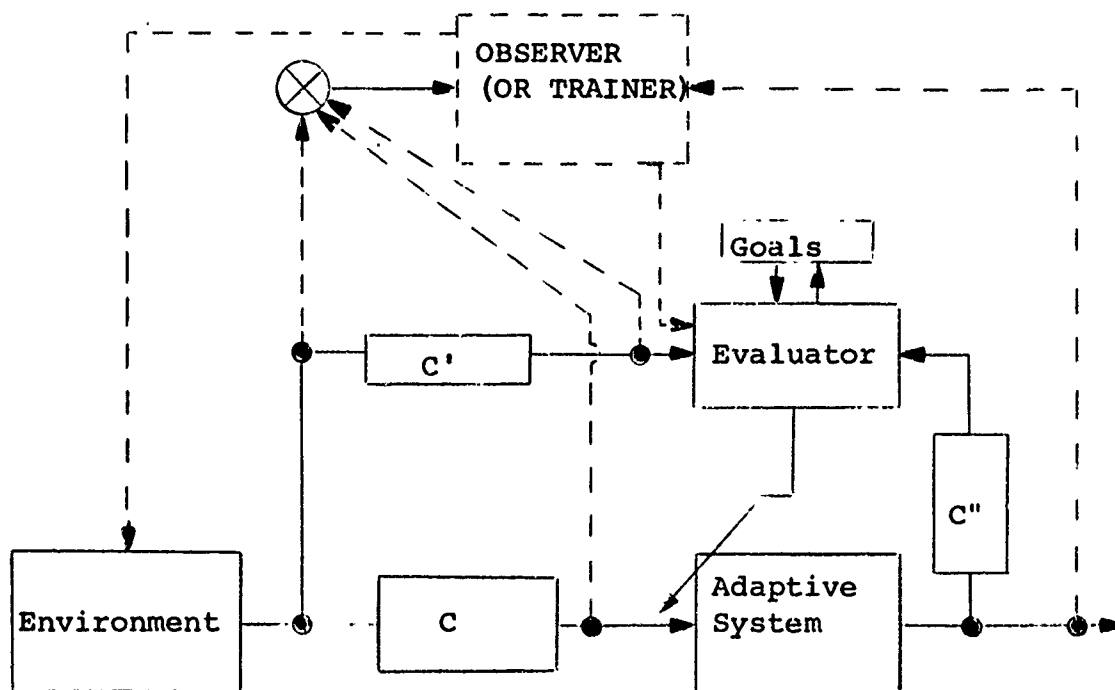 OBSERVER
(OR TRAINER)
Goals
Evaluator
C'
C"
Environment
C
Adaptive
System